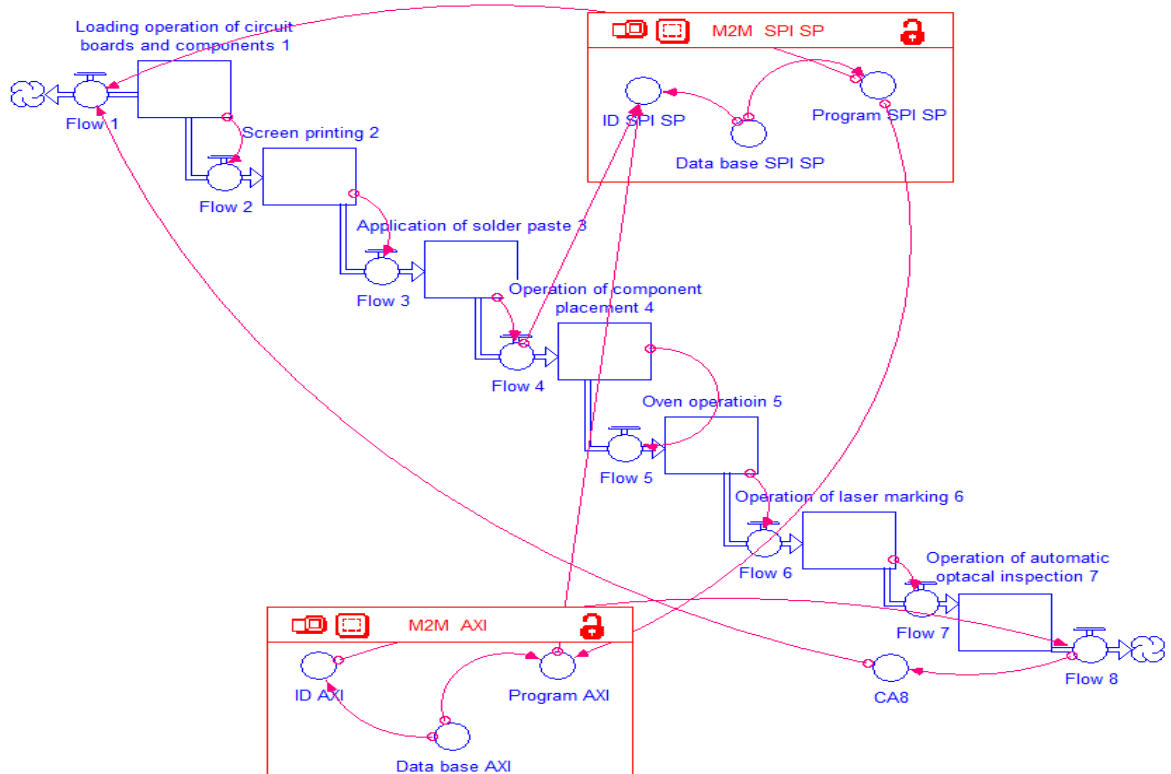 Loading operation of circuit
boards and components 1
M2M SPI SP
Flow 1
Screen printing 2
ID SPI SP
Program SPI SP
Data base SPI SP
Flow 2
Application of solder paste 3
Flow 3
Operation of component
placement 4
Flow 4
Oven operatioin 5
Flow 5
Operation of laser marking 6
Flow 6
Operation of automatic
optacal inspection 7
M2M AXI
Flow 7
Flow 8
ID AXI
Program AXI
CA8
Data base AXI